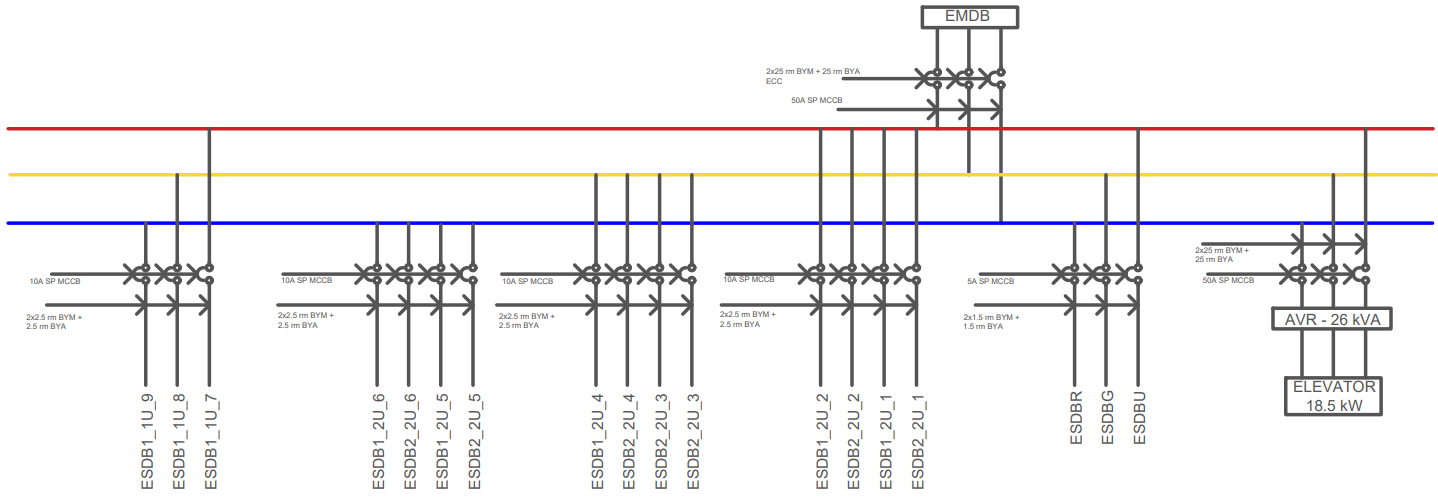 EMDB
2x25 rm BYM + 25 rm BYA
ECC
50A SP MCCB
2x25 rm BYM +
25 rm BYA
10A SP MCCB
10A SP MCCB
10A SP MCCB
10A SP MCCB
5A SP MCCB
50A SP MCCB
2x2.5 rm BYM +
2.5 rm BYA
2x2.5 rm BYM +
2.5 rm BYA
2x2.5 rm BYM +
2.5 rm BYA
2x2.5 rm BYM +
2.5 rm BYA
2x1.5 rm BYM +
1.5 rm BYA
AVR - 26 kVA
ELEVATOR
18.5 kW
ESDB1_1U_9
ESDB1_1U_8
ESDB1_1U_7
ESDB1_2U_6
ESDB2_2U_6
ESDB1_2U_5
ESDB2_2U_5
ESDB1_2U_4
ESDB2_2U_4
ESDB1_2U_3
ESDB2_2U_3
ESDB1_2U_2
ESDB2_2U_2
ESDB1_2U_1
ESDB2_2U_1
ESDBR
ESDBG
ESDBU